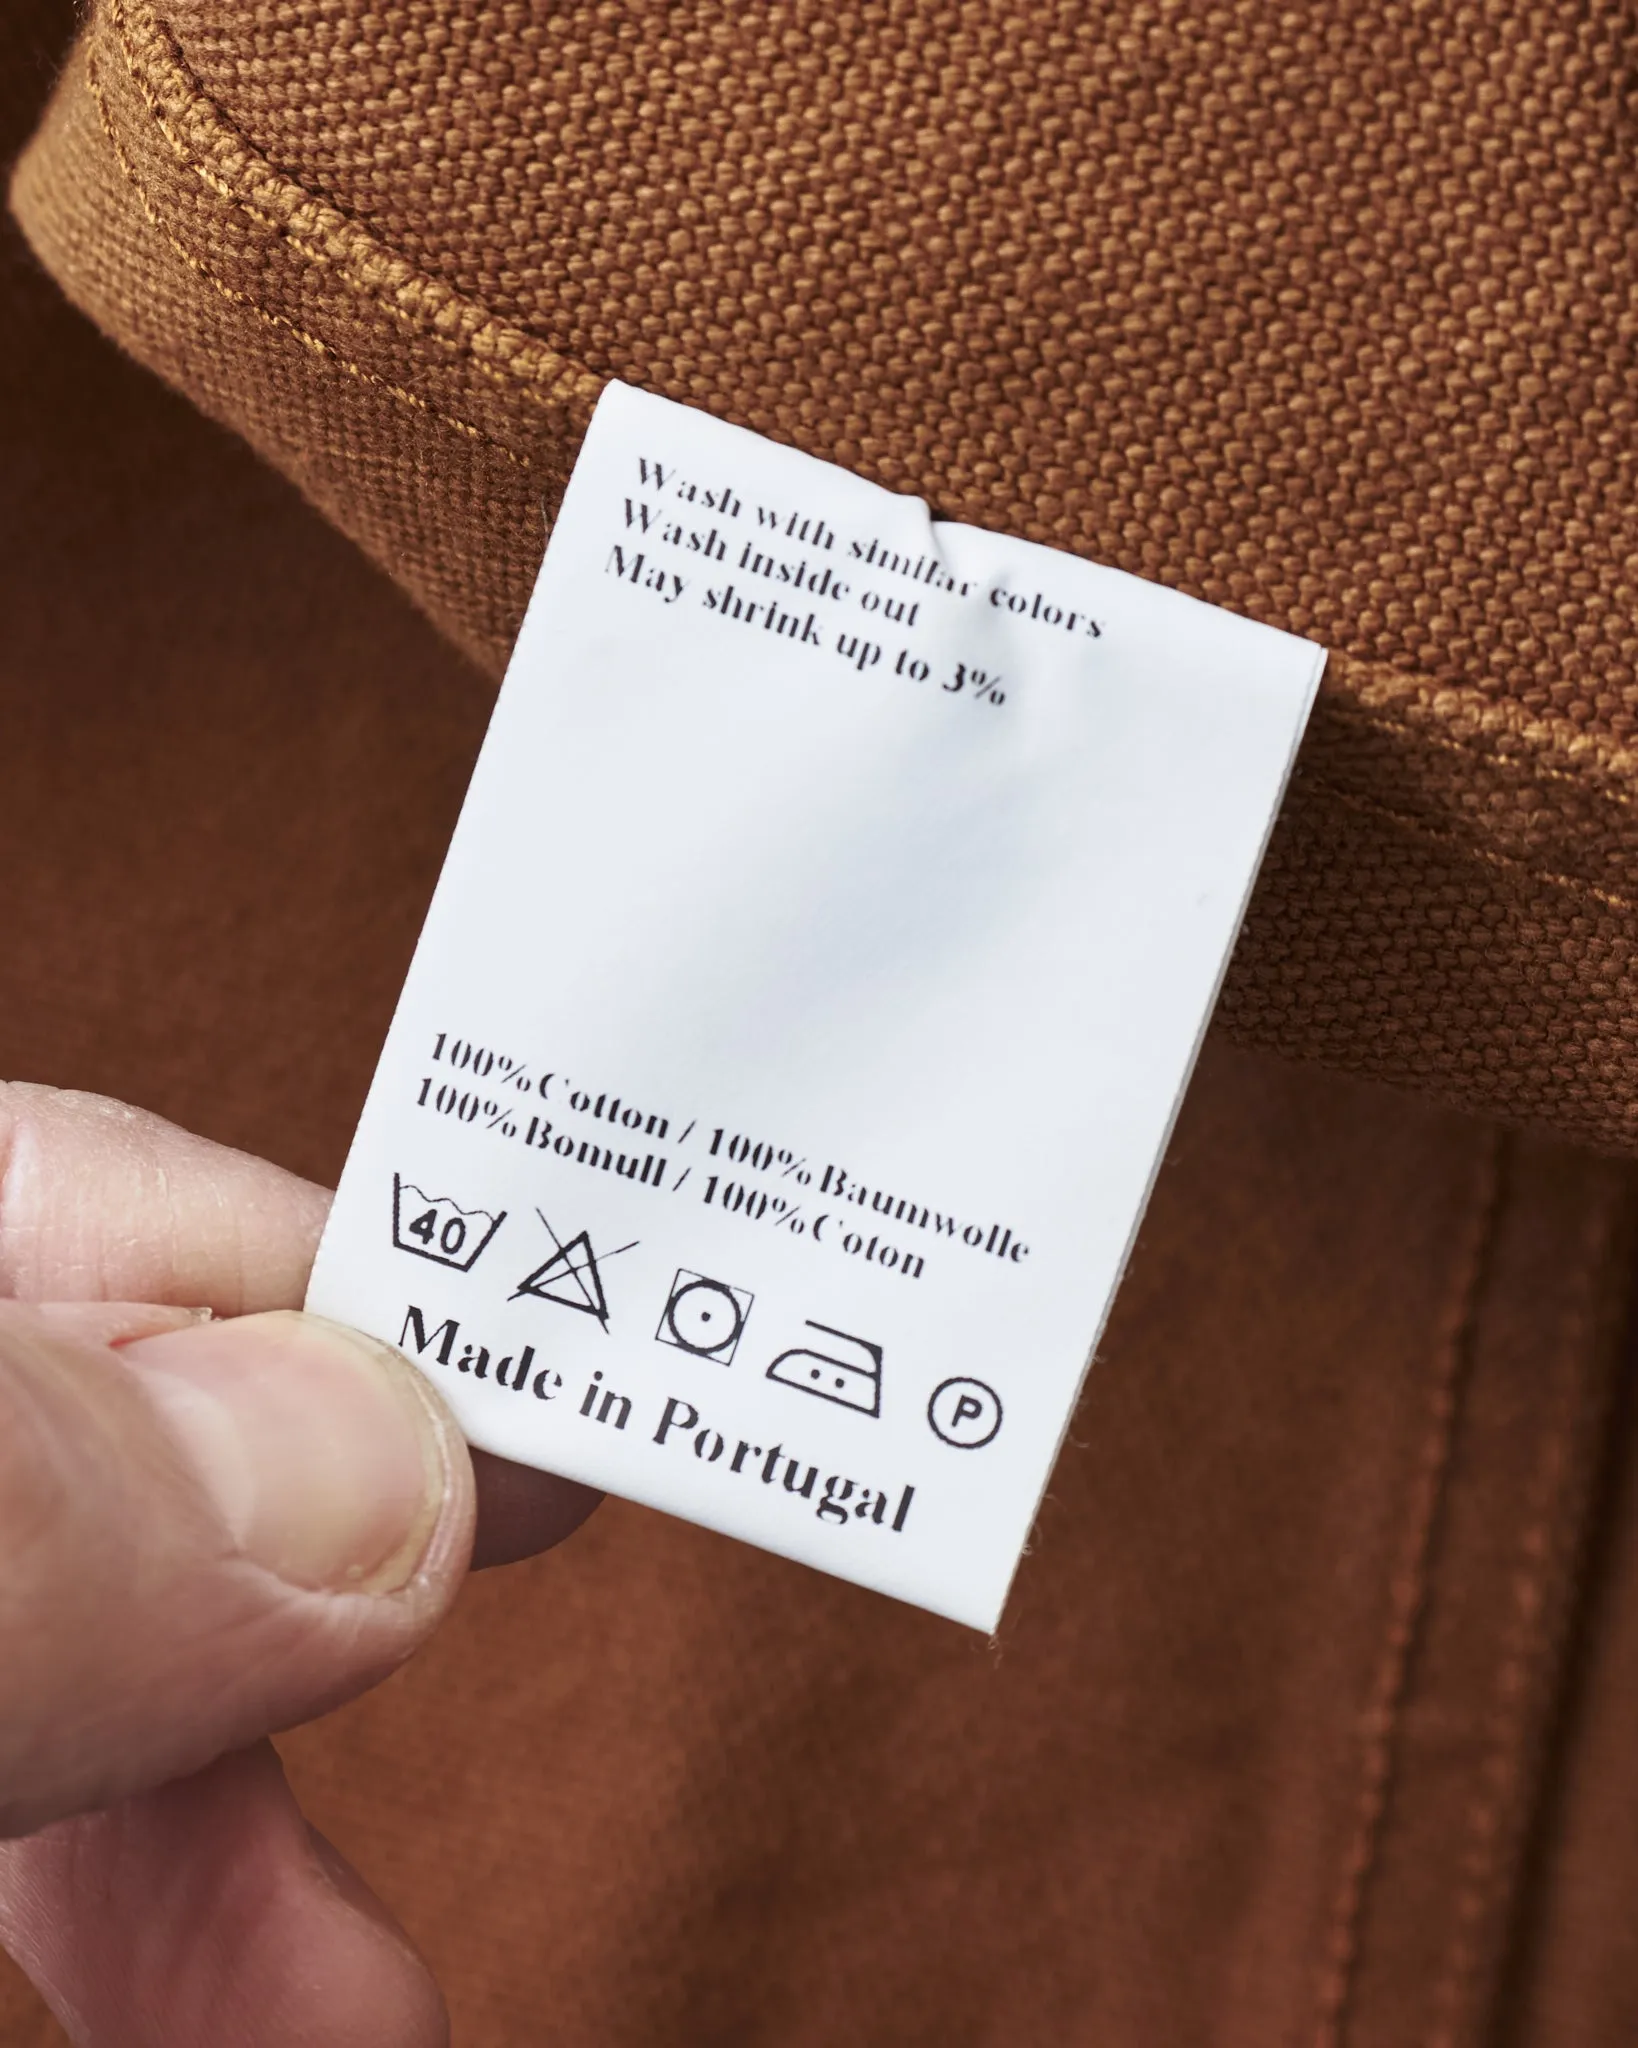 Wash with similar colors
Wash inside out
May shrink up to 3%
100% Cotton / 100% Baumwolle
100% Bomull / 100% Coton
40
P
Made in Portugal